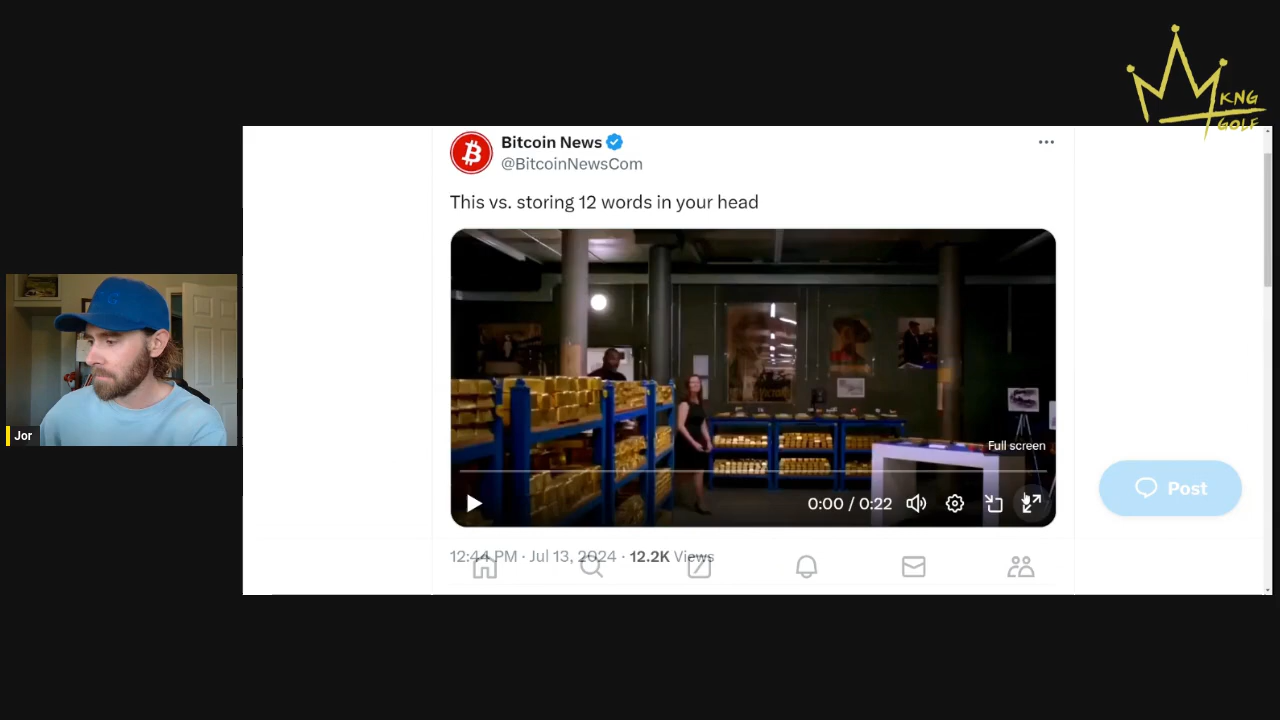 KNG
GOLF
Bitcoin News
@BitcoinNewsCom
This vs. storing 12 words in your head
Full screen
0:00 / 0:22
Post
Jor
12:44 PM · Jul 13, 2024 · 12.2K Views